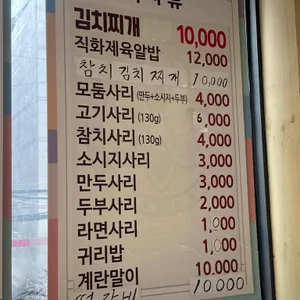 김치찌개 10,000
직화제육알밥 12,000
참치김치찌개 10,000
모둠사리 (만두+소시지+두부) 4,000
고기사리 (130g) 6,000
참치사리 (130g) 4,000
소시지사리 3,000
만두사리 3,000
두부사리 2,000
라면사리 1,000
귀리밥 1,000
계란말이 10,000
떡갈비 10000